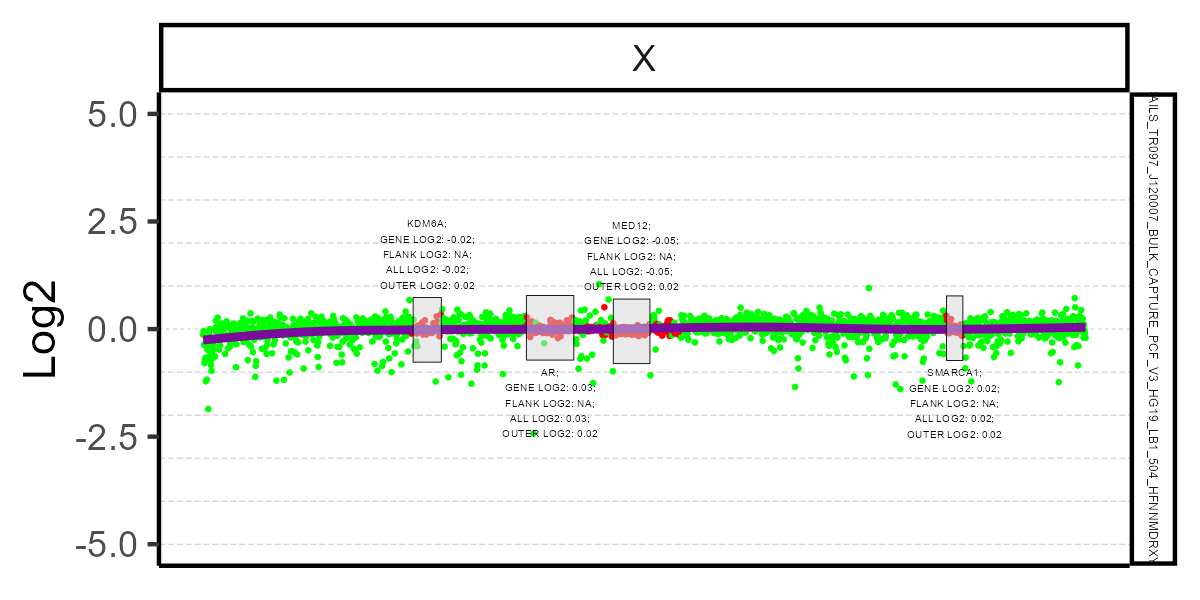 X
5.0
2.5
0.0
-2.5
-5.0
Log2
KDM6A;
GENE LOG2: -0.02;
FLANK LOG2: NA;
ALL LOG2: -0.02;
OUTER LOG2: 0.02
MED12;
GENE LOG2: -0.05;
FLANK LOG2: NA;
ALL LOG2: -0.05;
OUTER LOG2: 0.02
AR;
GENE LOG2: 0.03;
FLANK LOG2: NA;
ALL LOG2: 0.03;
OUTER LOG2: 0.02
SMARCA1;
GENE LOG2: 0.02;
FLANK LOG2: NA;
ALL LOG2: 0.02;
OUTER LOG2: 0.02
AILS_TR097_J120007_BULK_CAPTURE_PCF_V3_HG19_LB1_504_HFNNMDRXY